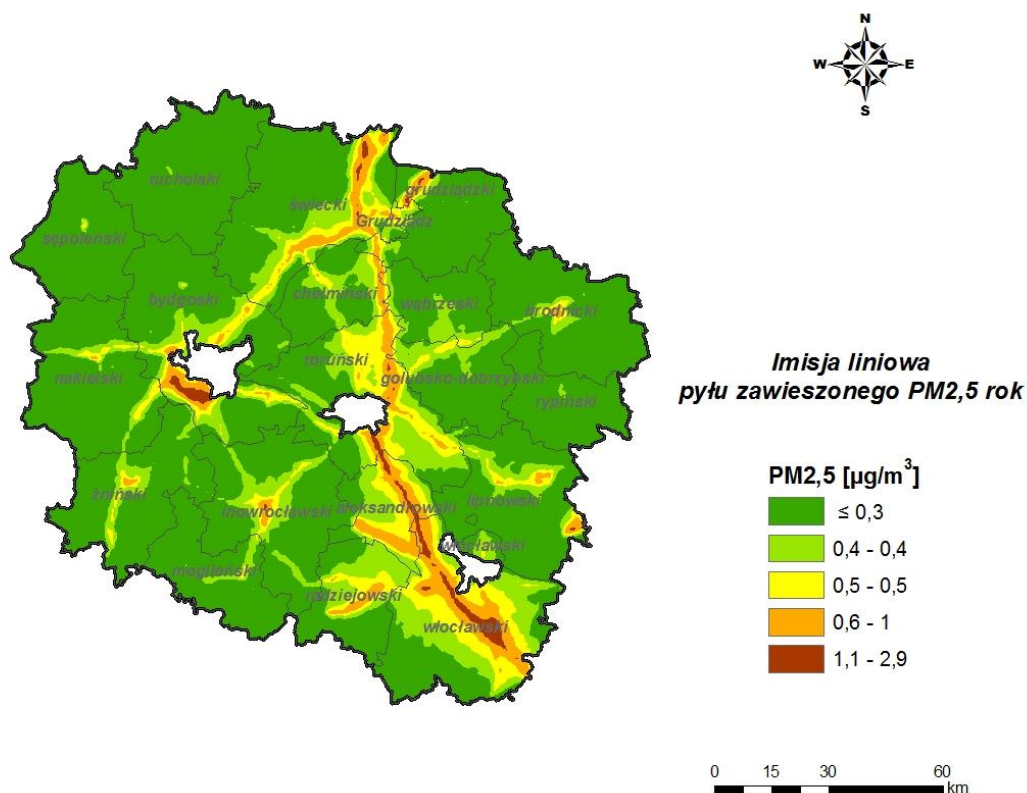 N
W E
S
tucholski
świecki
grudziądzki
Grudziądz
sępoleński
bydgoski
chełmiński
wąbrzeski
brodnicki
nakielski
toruński
golubsko-dobrzyński
rypiński
żniński
inowrocławski
aleksandrowski
lipnowski
włocławski
mogileński
radziejowski
włocławski
Imisja liniowa
pyłu zawieszonego PM2,5 rok
PM2,5 [µg/m³]
≤ 0,3
0,4 - 0,4
0,5 - 0,5
0,6 - 1
1,1 - 2,9
0 15 30 60
km